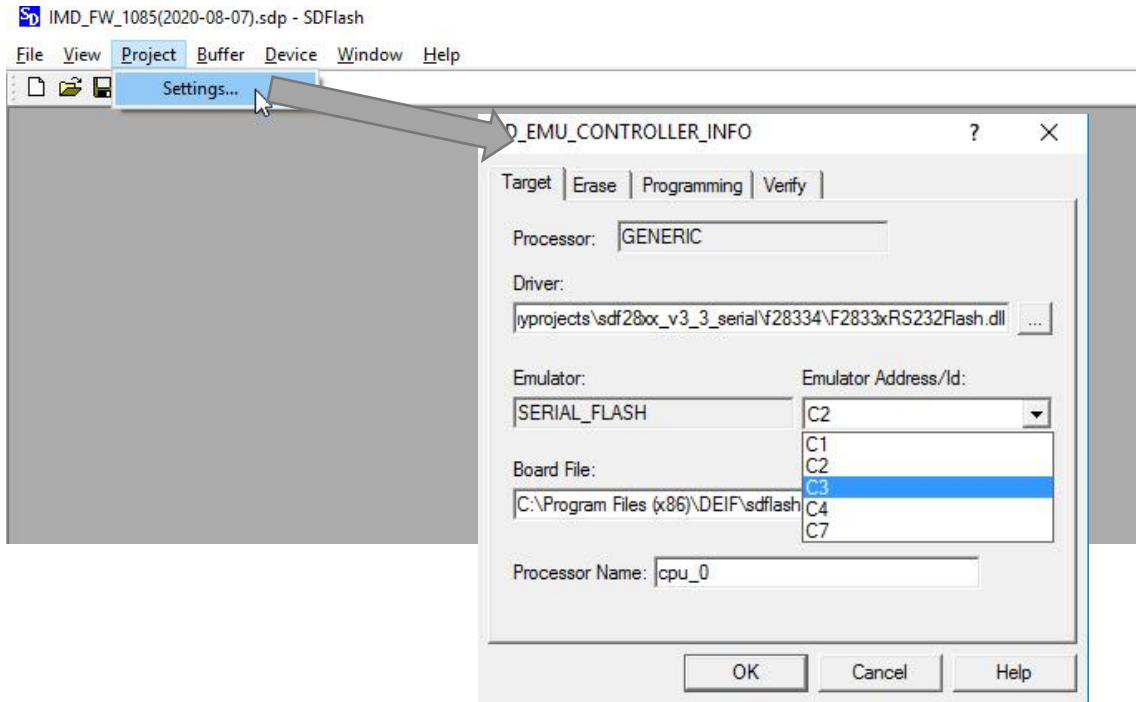 SD IMD_FW_1085(2020-08-07).sdp - SDFlash
File View Project Buffer Device Window Help
Settings...
D_EMU_CONTROLLER_INFO ? ×
Target Erase Programming Verify
Processor: GENERIC
Driver:
yprojects\sdf28xx_v3_3_serial\f28334\F2833xRS232Flash.dll ...
Emulator: Emulator Address/Id:
SERIAL_FLASH C2
C1
C2
Board File:
C3
C:\Program Files (x86)\DEIF\sdflash C4
C7
Processor Name: cpu_0
OK Cancel Help